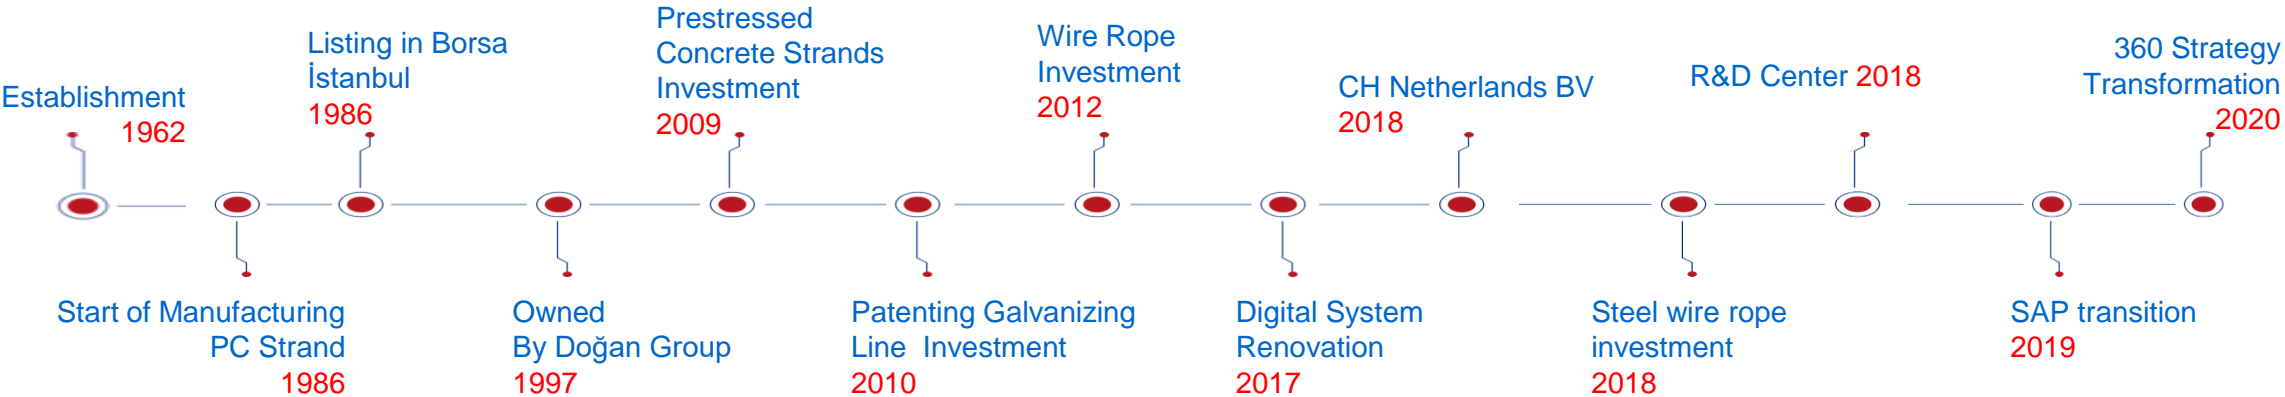 Establishment
1962
Start of Manufacturing
PC Strand
1986
Listing in Borsa
İstanbul
1986
Owned
By Doğan Group
1997
Prestressed
Concrete Strands
Investment
2009
Patenting Galvanizing
Line  Investment
2010
Wire Rope
Investment
2012
Digital System
Renovation
2017
CH Netherlands BV
2018
Steel wire rope
investment
2018
R&D Center 2018
SAP transition
2019
360 Strategy
Transformation
2020